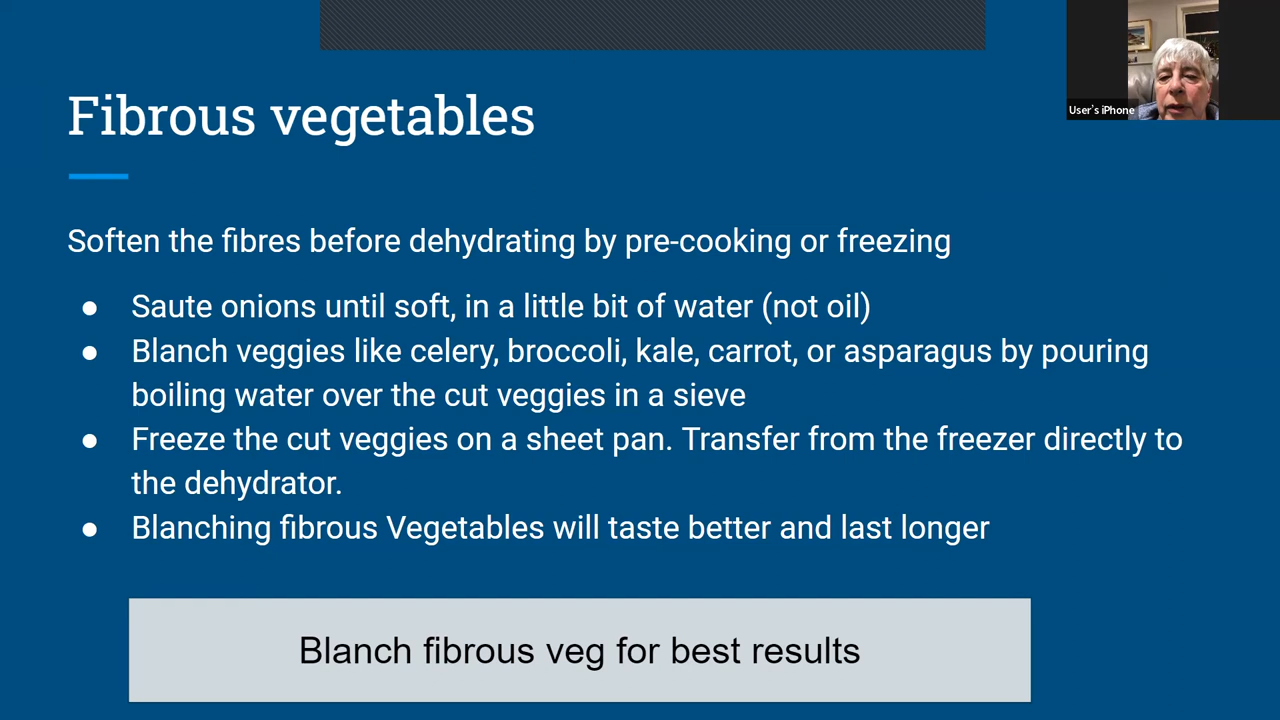 Fibrous vegetables
User's iPhone
Soften the fibres before dehydrating by pre-cooking or freezing
● Saute onions until soft, in a little bit of water (not oil)
● Blanch veggies like celery, broccoli, kale, carrot, or asparagus by pouring
boiling water over the cut veggies in a sieve
● Freeze the cut veggies on a sheet pan. Transfer from the freezer directly to
the dehydrator.
● Blanching fibrous Vegetables will taste better and last longer
Blanch fibrous veg for best results